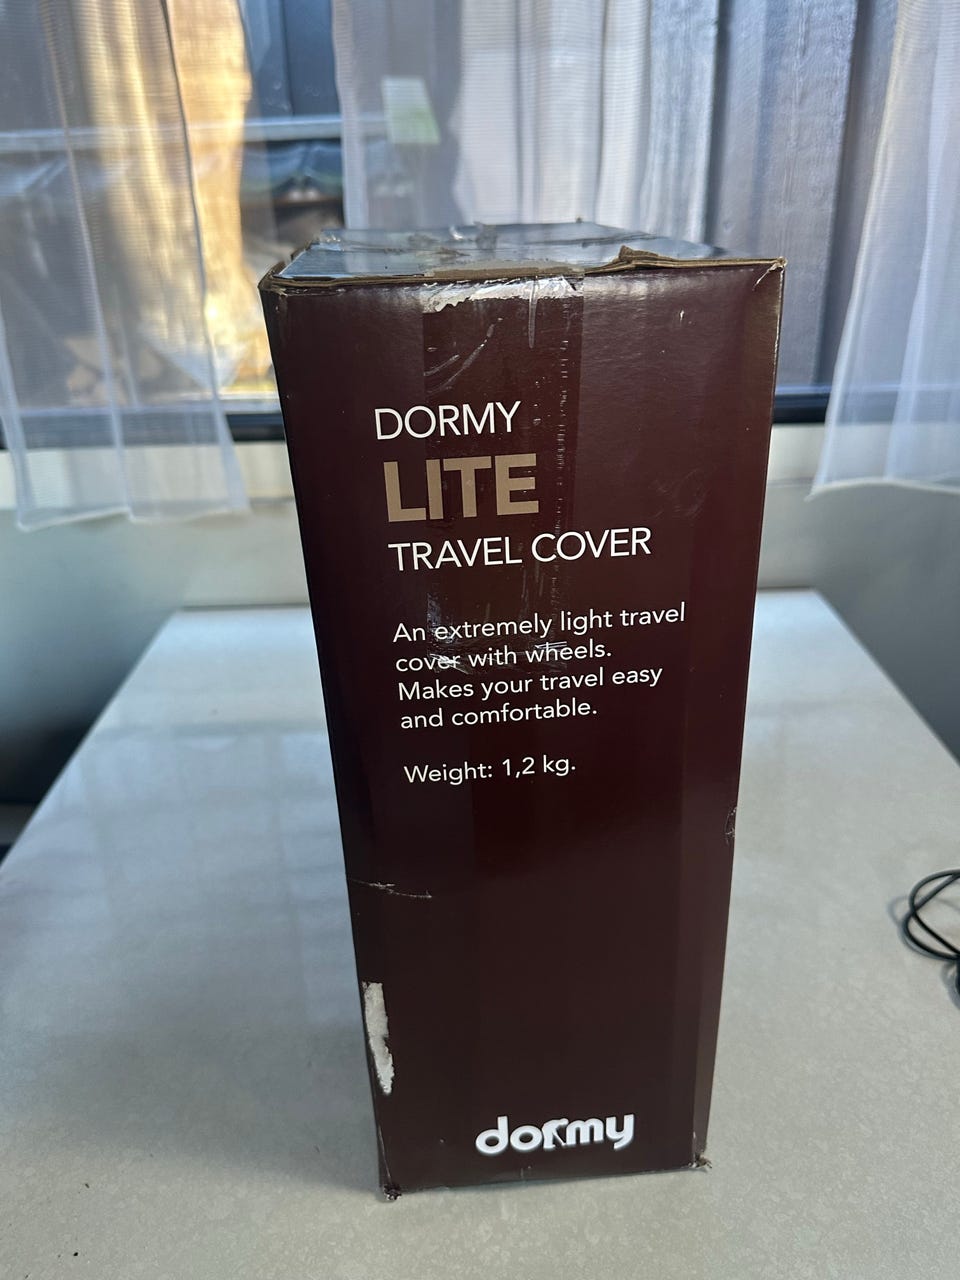 DORMY
LITE
TRAVEL COVER
An extremely light travel
cover with wheels.
Makes your travel easy
and comfortable.
Weight: 1,2 kg.
dormy